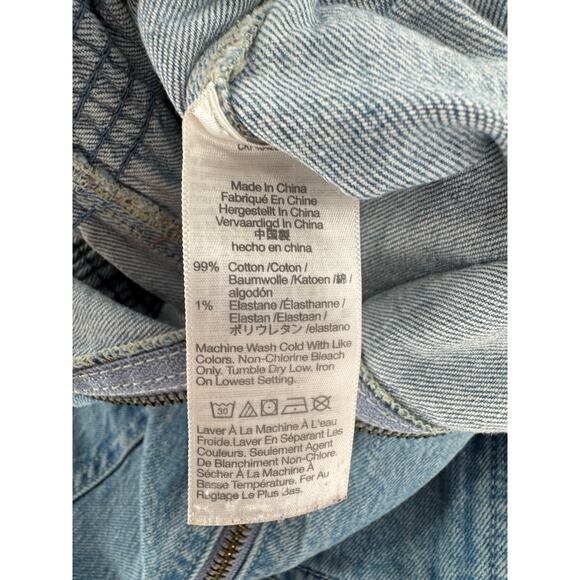 Made In China
Fabriqué En Chine
Hergestellt In China
Vervaardigd In China
中国製
hecho en china
99% Cotton /Coton /
Baumwolle /Katoen /綿 /
algodón
1% Elastane /Élasthanne /
Elastan /Elastaan /
ポリウレタン /elastano
Machine Wash Cold With Like
Colors. Non-Chlorine Bleach
Only. Tumble Dry Low. Iron
On Lowest Setting.
30
Laver À La Machine À L'eau
Froide.Laver En Séparant Les
Couleurs. Seulement Agent
De Blanchiment Non-Chlore.
Sécher À La Machine À
Basse Température. Fer Au
Réglage Le Plus Bas.